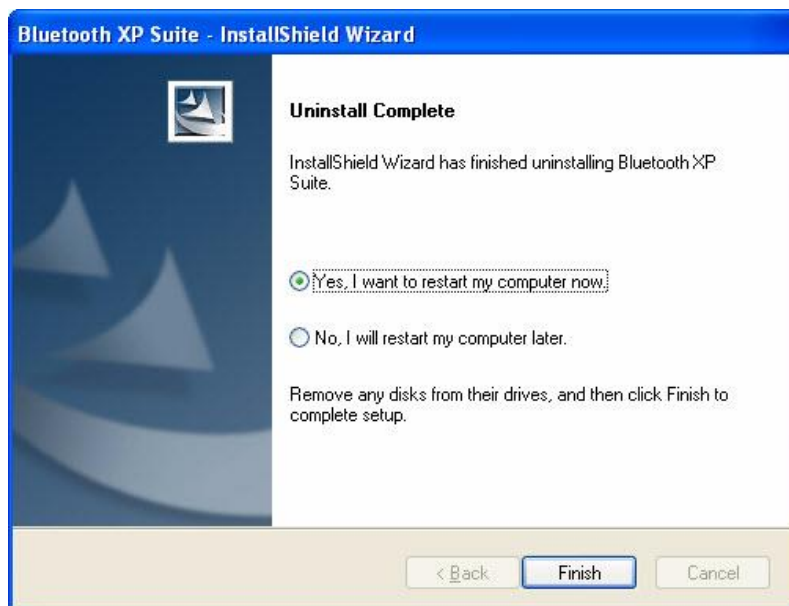 Bluetooth XP Suite - InstallShield Wizard
Uninstall Complete
InstallShield Wizard has finished uninstalling Bluetooth XP
Suite.
Yes, I want to restart my computer now.
No, I will restart my computer later.
Remove any disks from their drives, and then click Finish to
complete setup.
< Back
Finish
Cancel